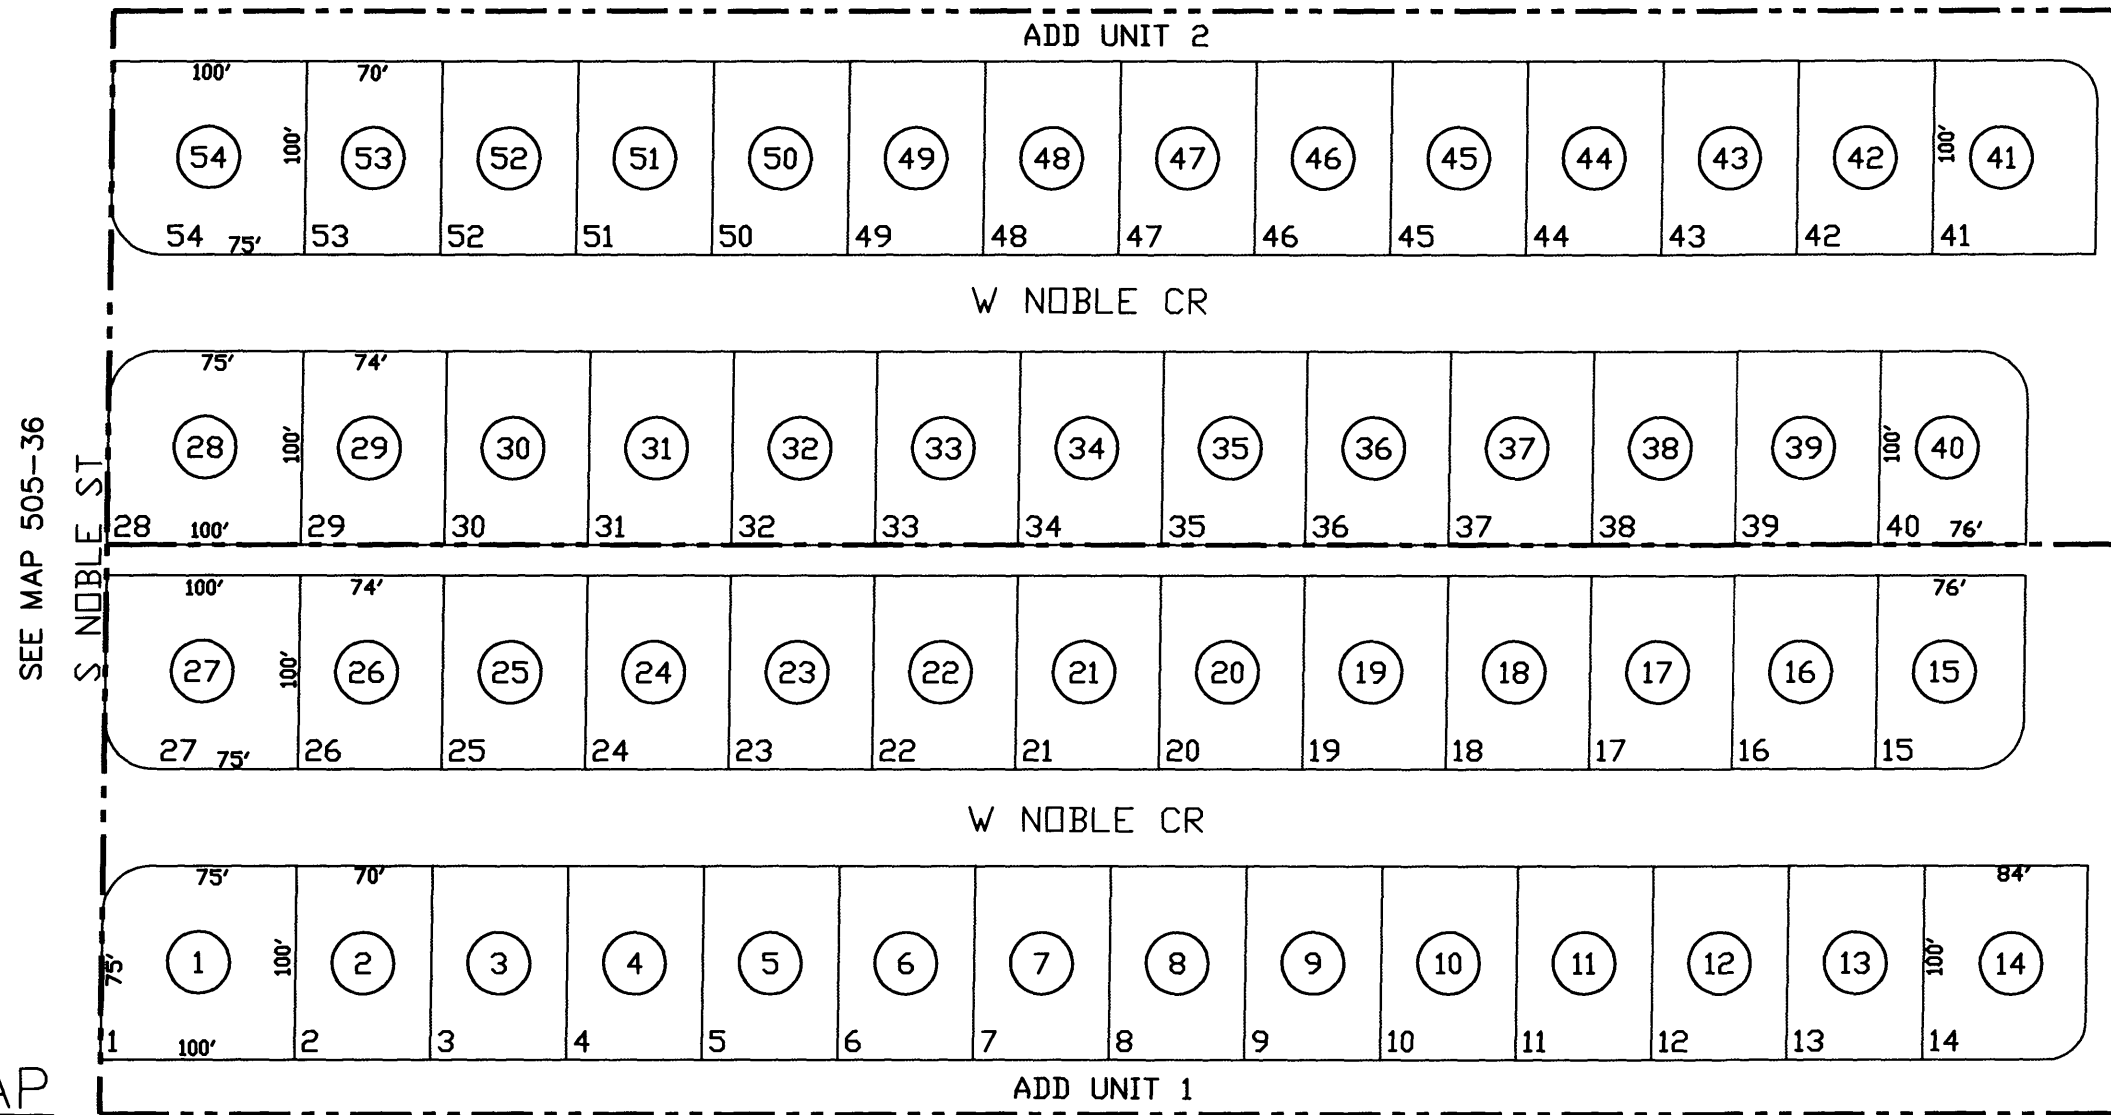 ADD UNIT 2
100' 70'
54 100' 53 52 51 50 49 48 47 46 45 44 43 42 100' 41
54 75' 53 52 51 50 49 48 47 46 45 44 43 42 41
W NOBLE CR
75' 74'
28 100' 29 30 31 32 33 34 35 36 37 38 39 100' 40
28 100' 29 30 31 32 33 34 35 36 37 38 39 40 76'
SEE MAP 505-36
S NOBLE ST
100' 74' 76'
27 100' 26 25 24 23 22 21 20 19 18 17 16 15
27 75' 26 25 24 23 22 21 20 19 18 17 16 15
W NOBLE CR
75' 70' 84'
75' 1 100' 2 3 4 5 6 7 8 9 10 11 12 13 100' 14
1 100' 2 3 4 5 6 7 8 9 10 11 12 13 14
ADD UNIT 1
AP